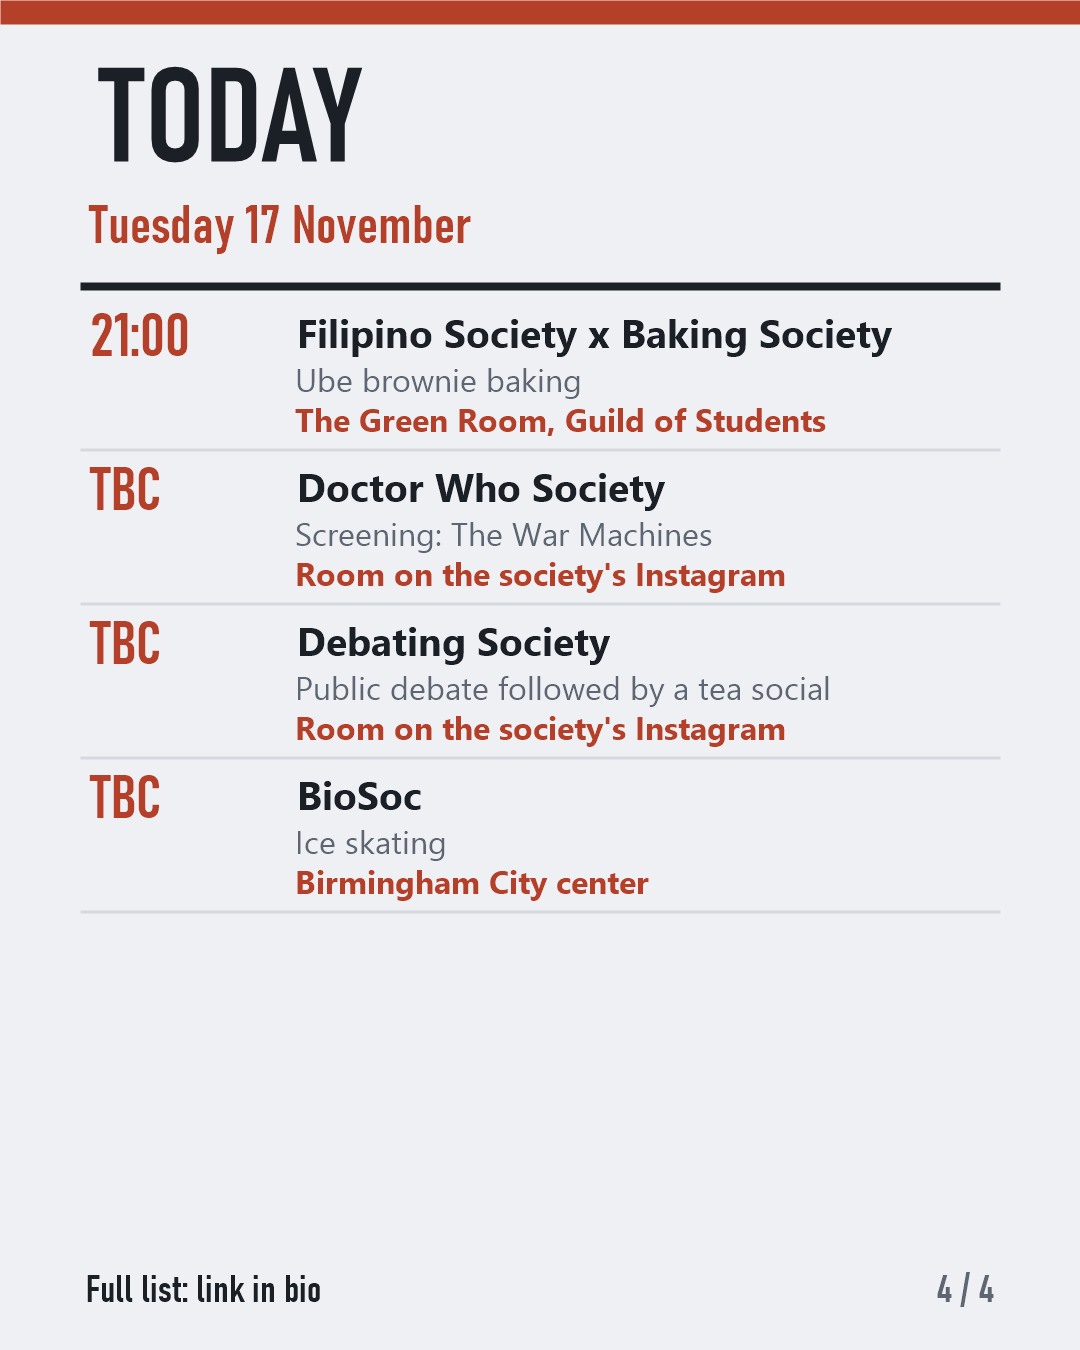 TODAY
Tuesday 17 November
21:00
Filipino Society x Baking Society
Ube brownie baking
The Green Room, Guild of Students
TBC
Doctor Who Society
Screening: The War Machines
Room on the society's Instagram
TBC
Debating Society
Public debate followed by a tea social
Room on the society's Instagram
TBC
BioSoc
Ice skating
Birmingham City center
Full list: link in bio
4 / 4